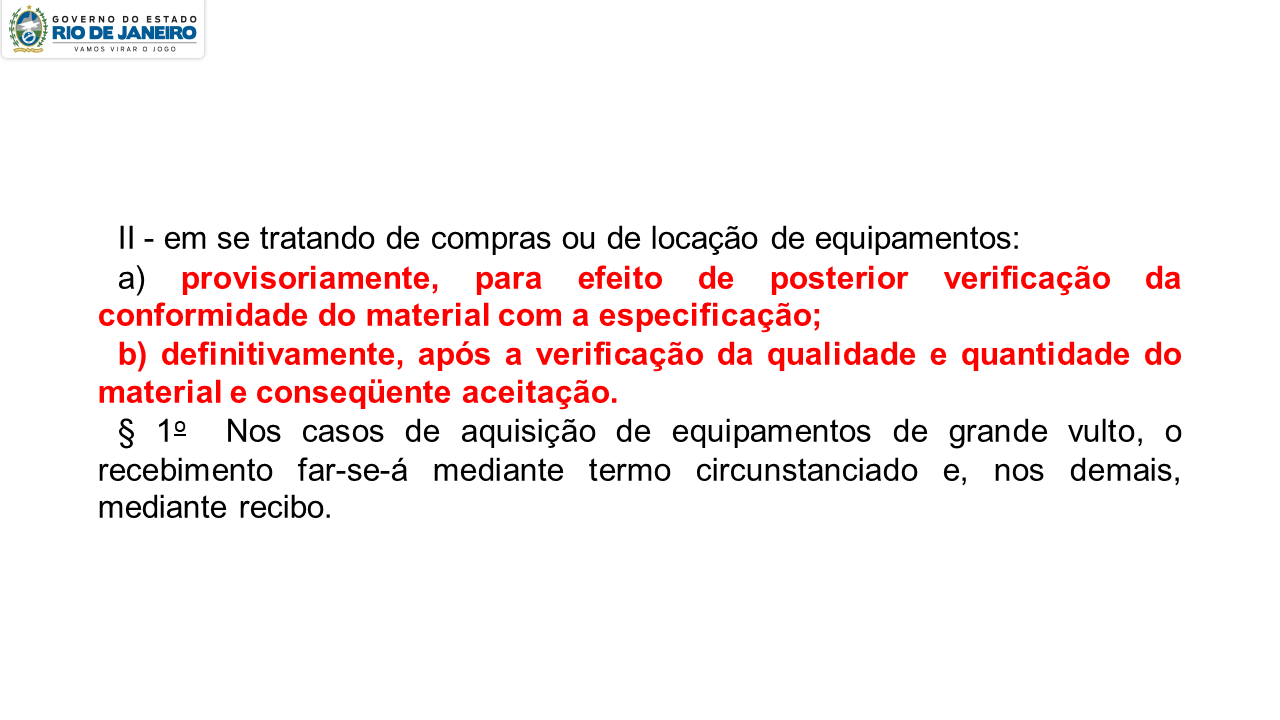 GOVERNO DO ESTADO
RIO DE JANEIRO
VAMOS VIRAR O JOGO
II - em se tratando de compras ou de locação de equipamentos:
a) provisoriamente, para efeito de posterior verificação da
conformidade do material com a especificação;
b) definitivamente, após a verificação da qualidade e quantidade do
material e conseqüente aceitação.
§ 1º Nos casos de aquisição de equipamentos de grande vulto, o
recebimento far-se-á mediante termo circunstanciado e, nos demais,
mediante recibo.